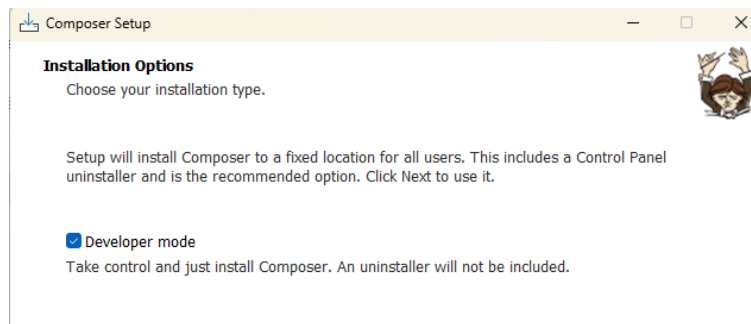 Composer Setup
Installation Options
Choose your installation type.
Setup will install Composer to a fixed location for all users. This includes a Control Panel
uninstaller and is the recommended option. Click Next to use it.
Developer mode
Take control and just install Composer. An uninstaller will not be included.